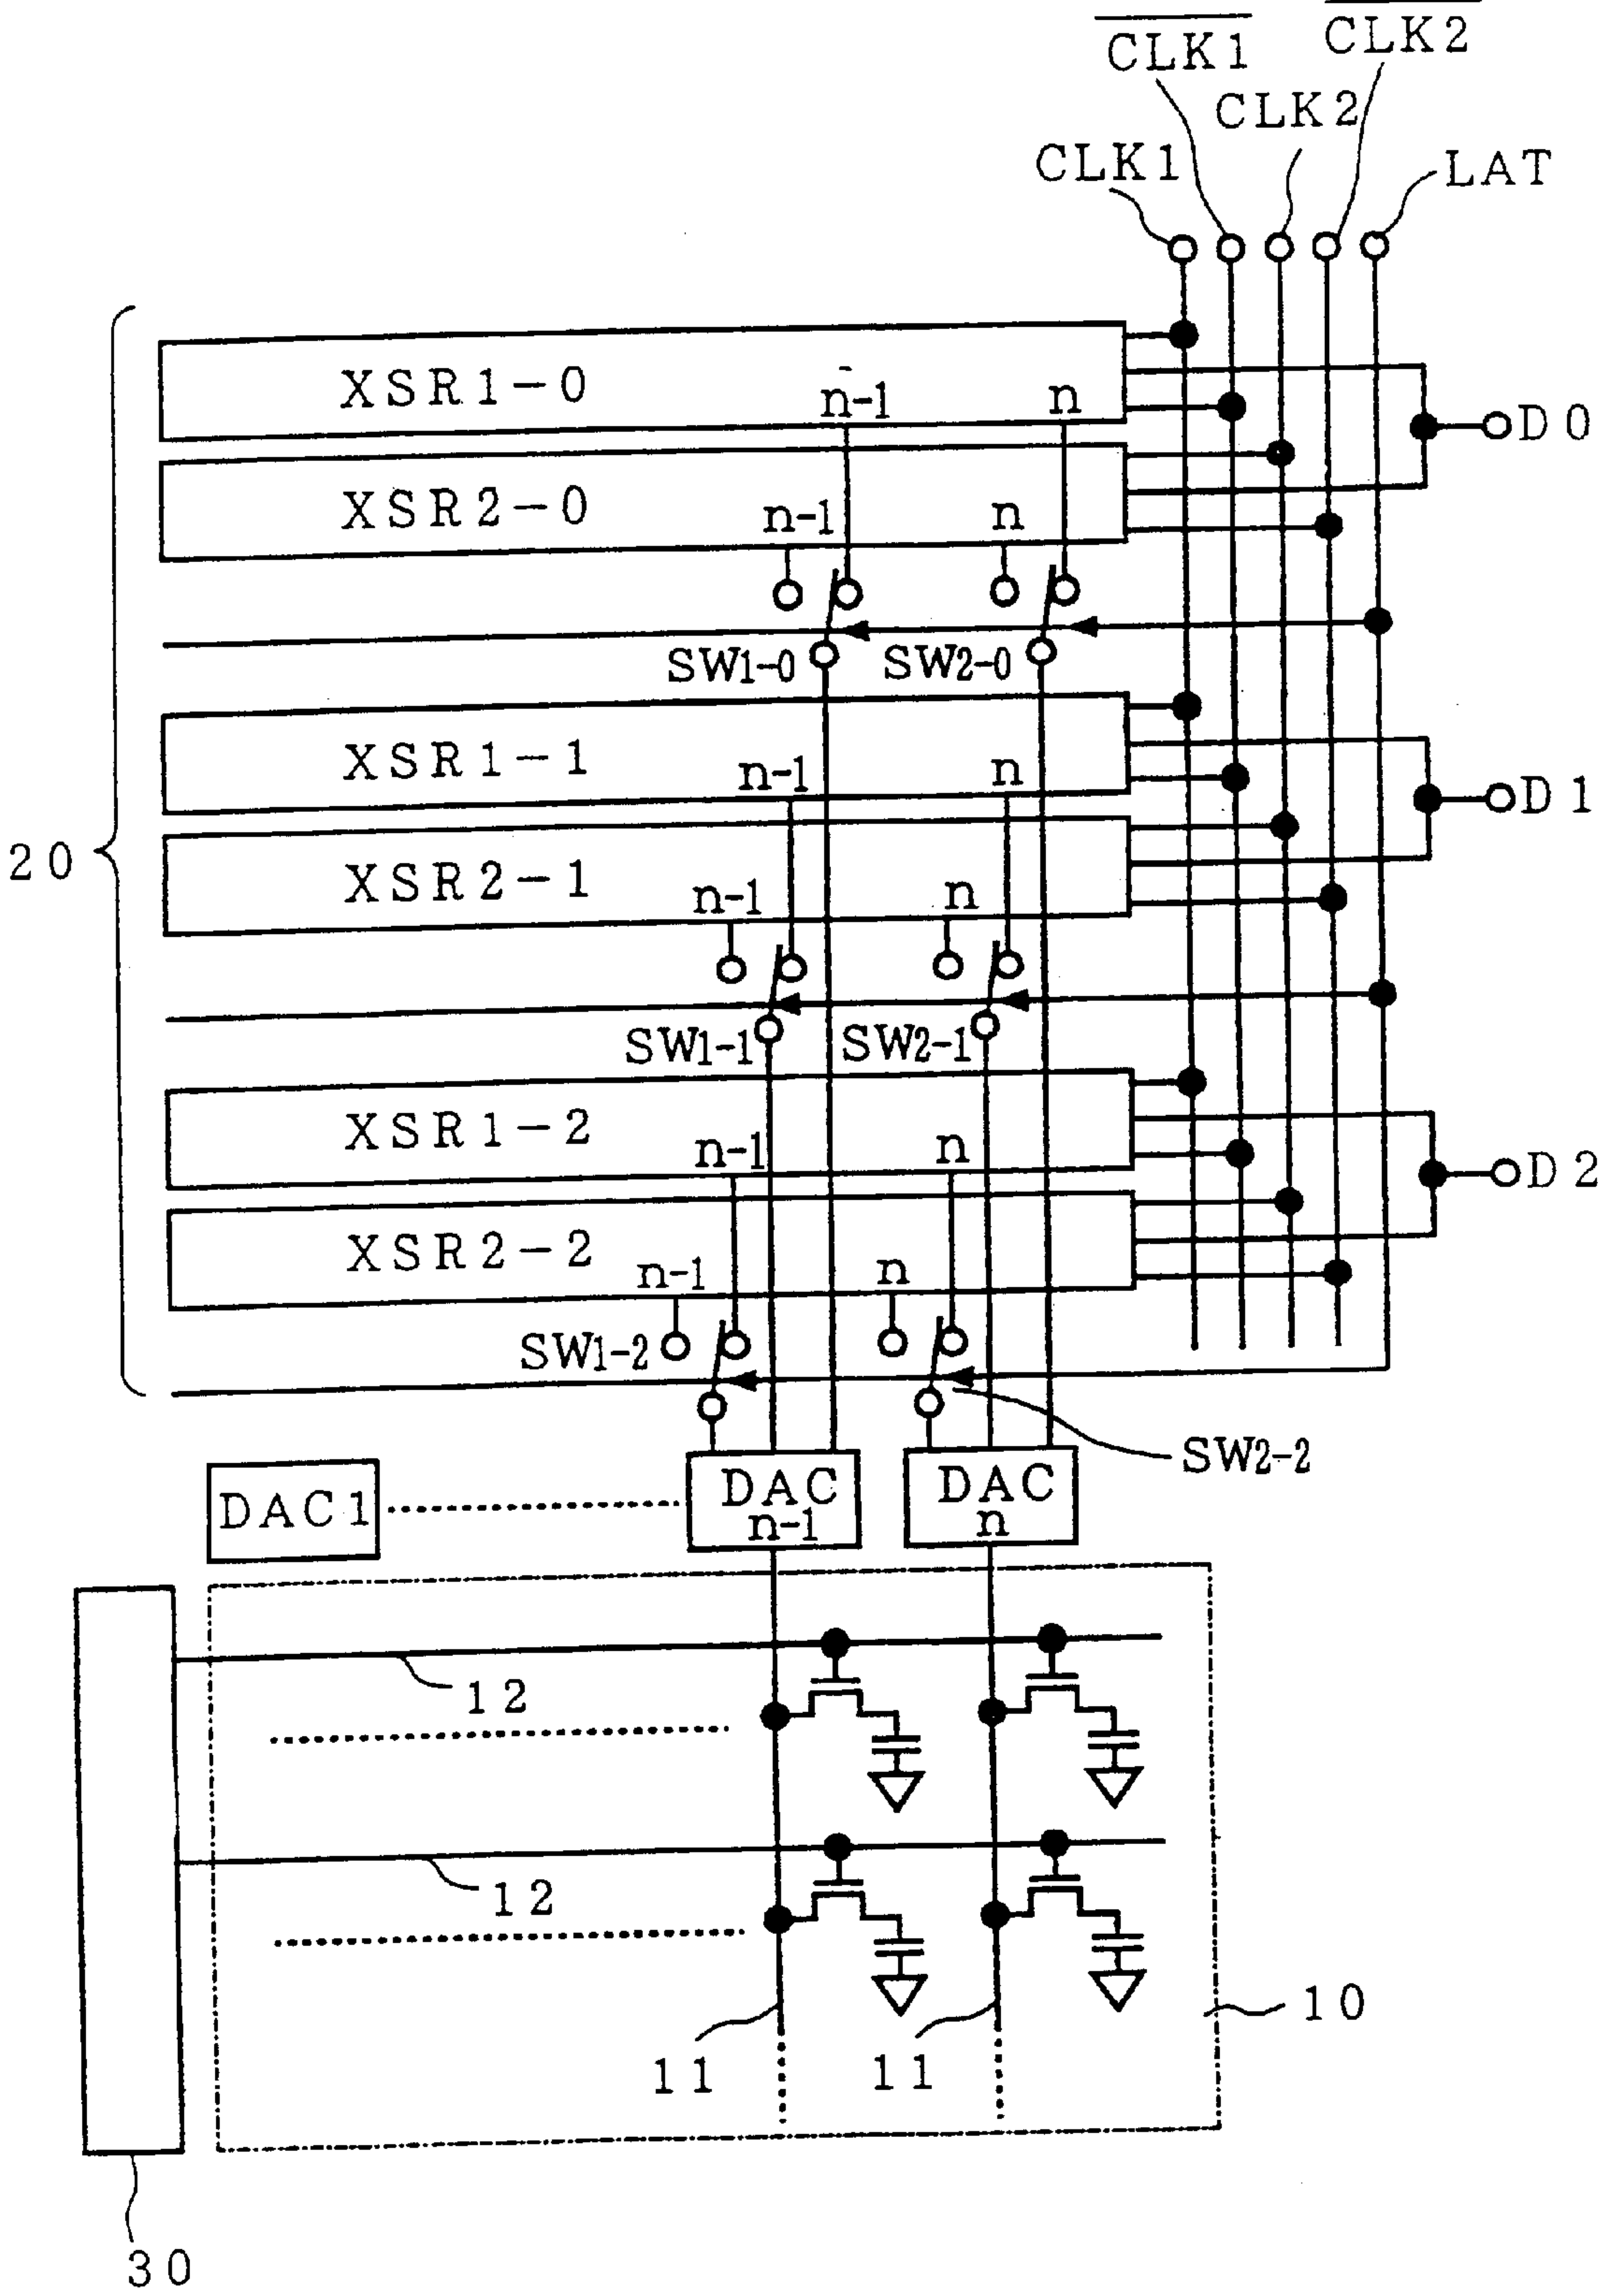 CLK1
CLK2
CLK2
CLK1
LAT
XSR1-0
n-1
n
D0
XSR2-0
n-1
n
SW1-0
SW2-0
XSR1-1
n-1
n
D1
20
XSR2-1
n-1
n
SW1-1
SW2-1
XSR1-2
n-1
n
D2
XSR2-2
n-1
n
SW1-2
SW2-2
DAC1
DAC
n-1
DAC
n
12
12
10
11
11
30